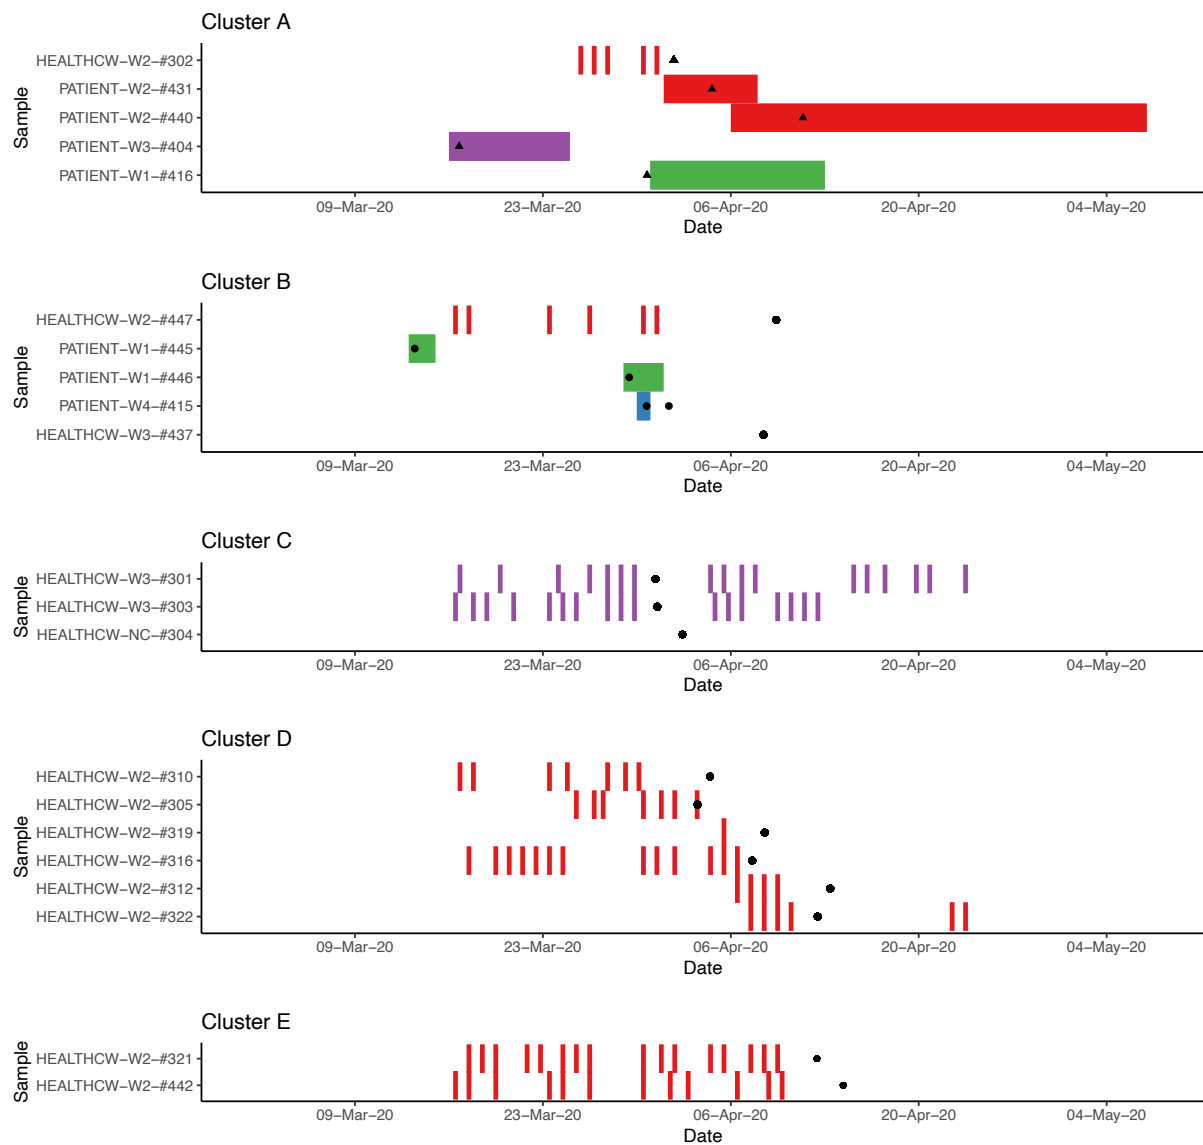 Cluster A
Sample
HEALTHCW−W2−#302
PATIENT−W2−#431
PATIENT−W2−#440
PATIENT−W3−#404
PATIENT−W1−#416
09−Mar−20 23−Mar−20 06−Apr−20 20−Apr−20 04−May−20
Date
Cluster B
Sample
HEALTHCW−W2−#447
PATIENT−W1−#445
PATIENT−W1−#446
PATIENT−W4−#415
HEALTHCW−W3−#437
09−Mar−20 23−Mar−20 06−Apr−20 20−Apr−20 04−May−20
Date
Cluster C
Sample
HEALTHCW−W3−#301
HEALTHCW−W3−#303
HEALTHCW−NC−#304
09−Mar−20 23−Mar−20 06−Apr−20 20−Apr−20 04−May−20
Date
Cluster D
Sample
HEALTHCW−W2−#310
HEALTHCW−W2−#305
HEALTHCW−W2−#319
HEALTHCW−W2−#316
HEALTHCW−W2−#312
HEALTHCW−W2−#322
09−Mar−20 23−Mar−20 06−Apr−20 20−Apr−20 04−May−20
Date
Cluster E
Sample
HEALTHCW−W2−#321
HEALTHCW−W2−#442
09−Mar−20 23−Mar−20 06−Apr−20 20−Apr−20 04−May−20
Date